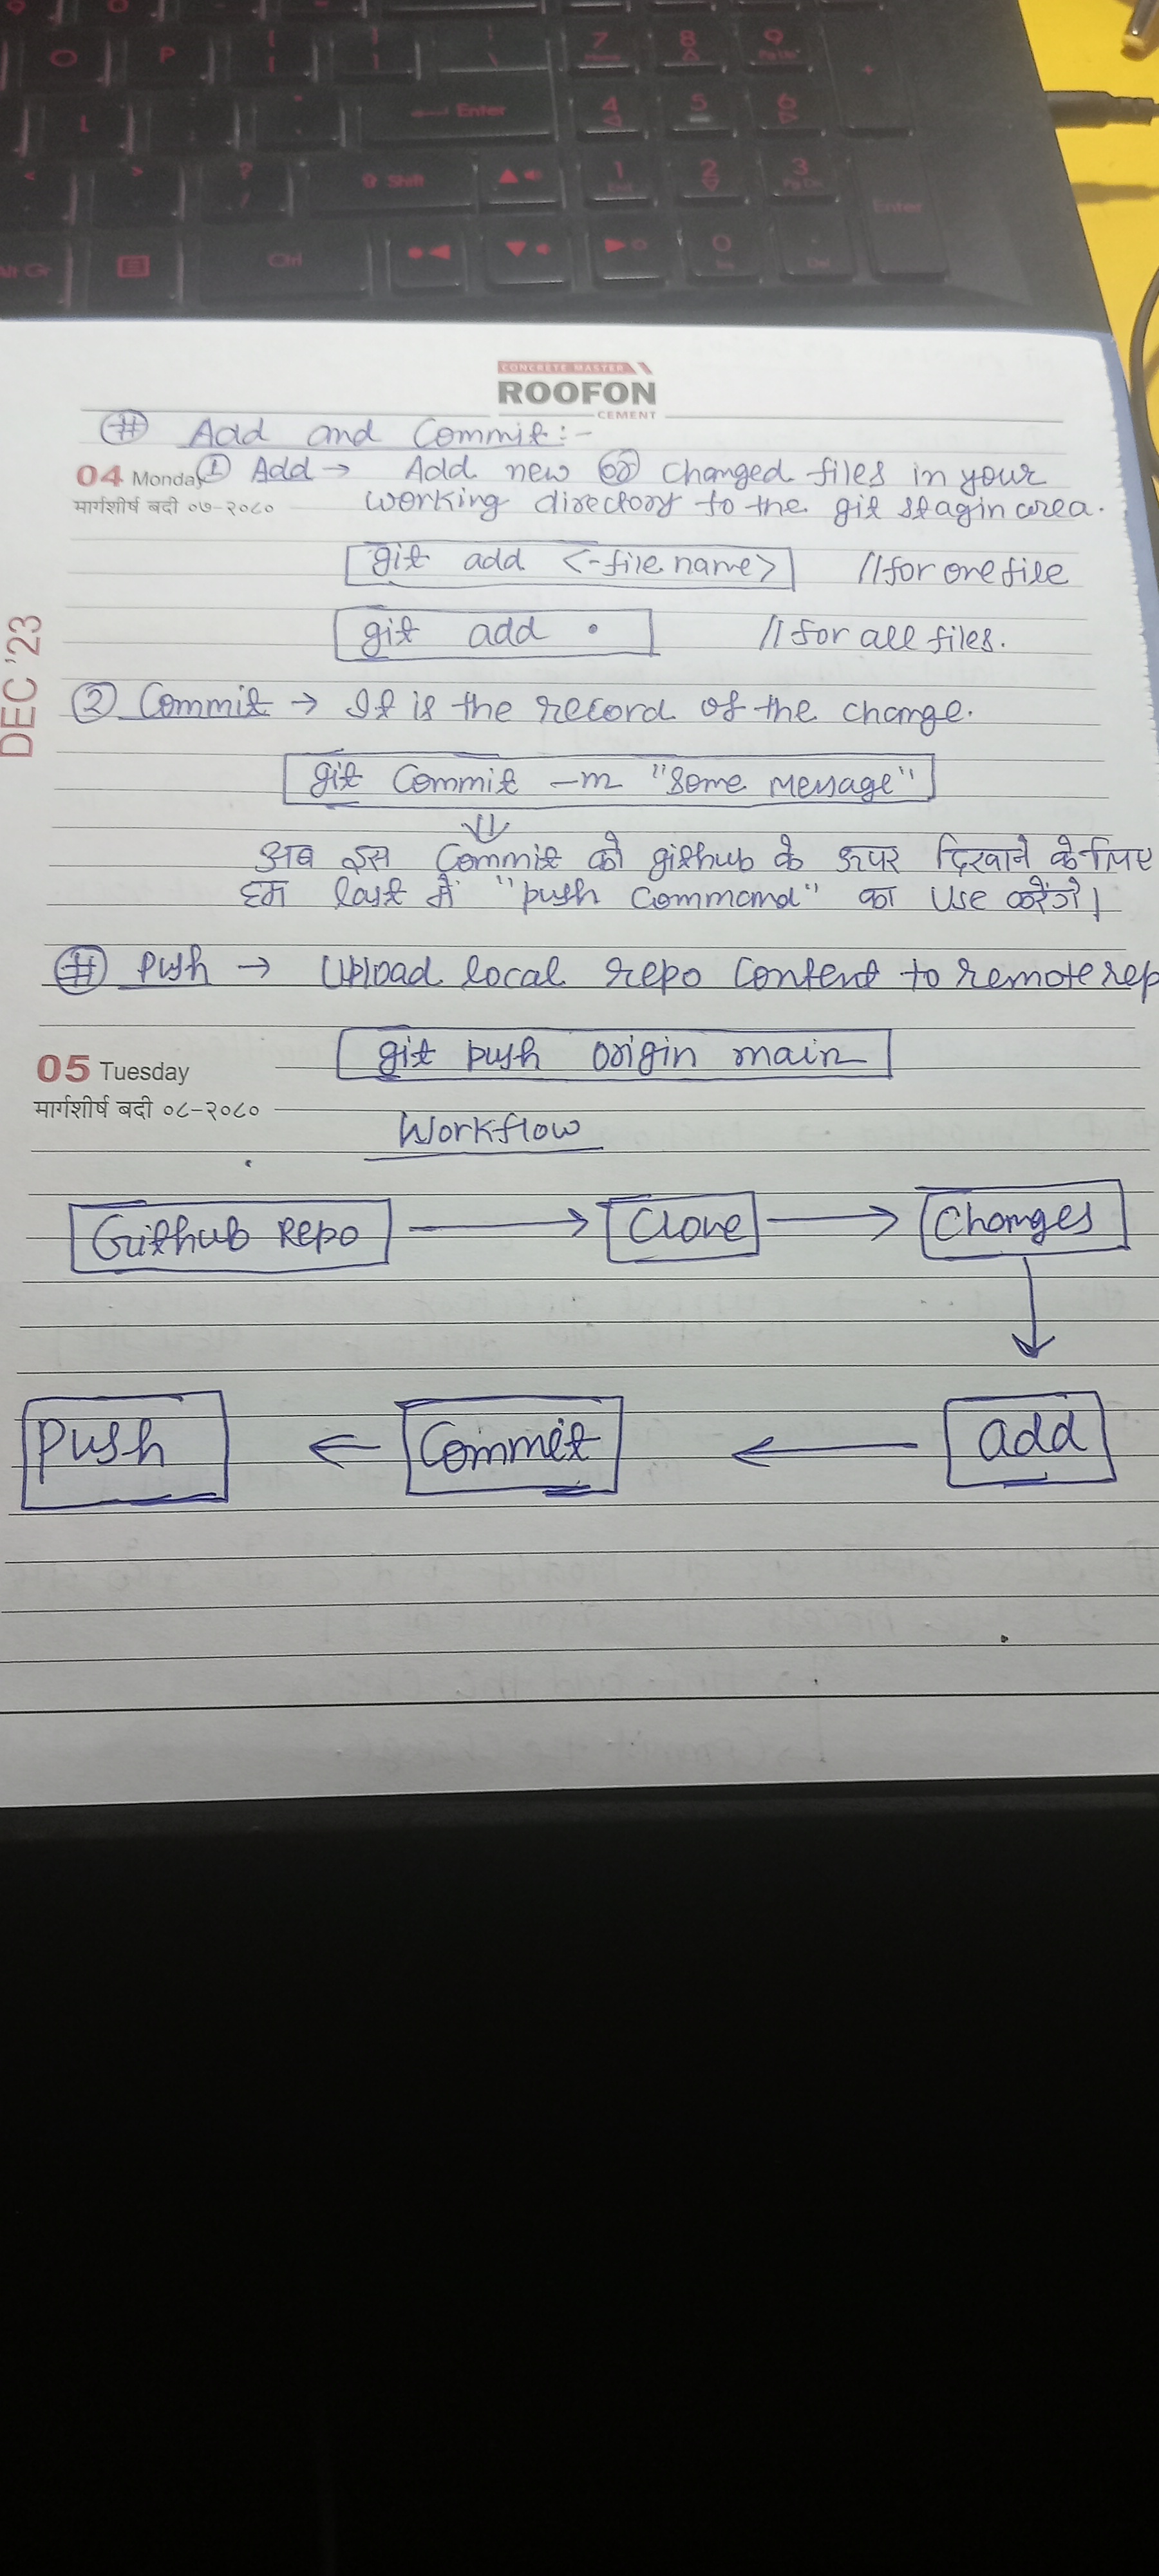 O P { [ } ] | \ 7 Home 8 9 Pg Up +
L Enter 4 5 6
< > ? / Shift 1 End 2 3 Pg Dn Enter
Alt Gr Ctrl 0 Ins . Del
CONCRETE MASTER
ROOFON
CEMENT
# Add and Commit:-
04 Monday ① Add → Add new or changed files in your
मार्गशीर्ष बदी ०७-२०८० working directory to the git stagin area.
git add <-file name> //for one file
git add . // for all files.
DEC '23
② Commit → It is the record of the change.
git Commit -m "Some message"
अब इस Commit को github के ऊपर दिखाने के लिए
हम last में "push Command" का use करेंगे।
# Push → Upload local repo content to remote rep
git push origin main
05 Tuesday
मार्गशीर्ष बदी ०८-२०८०
Workflow
Github Repo → Clone → Changes
Push ← Commit ← add